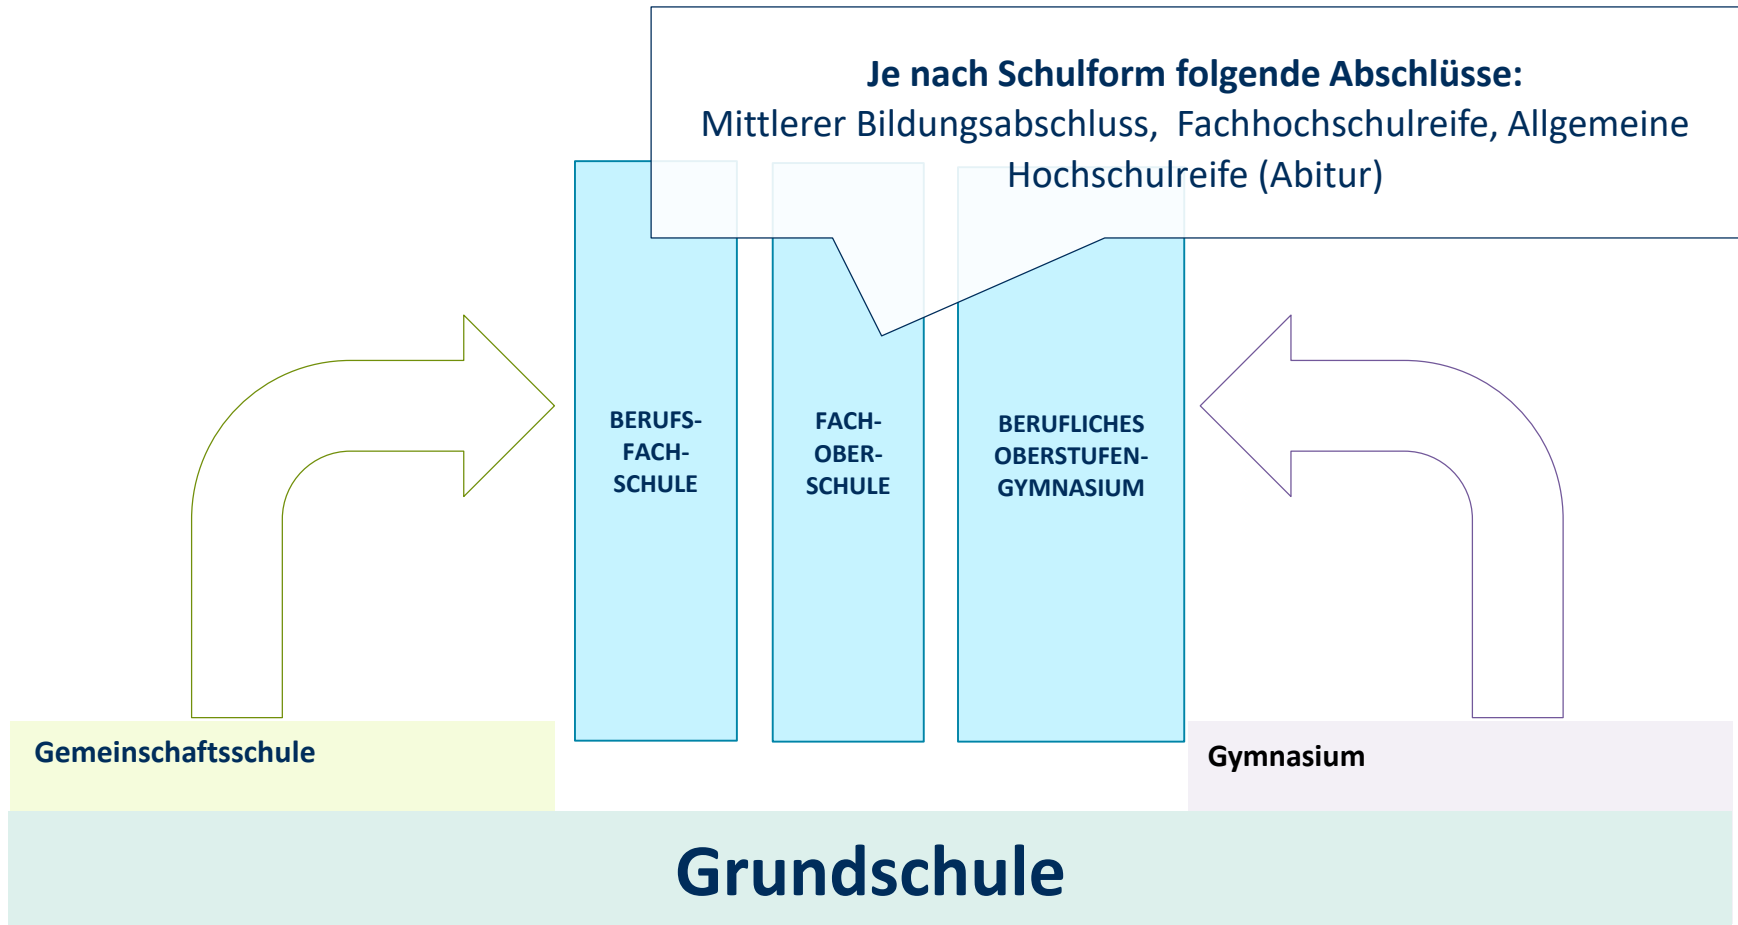 Je nach Schulform folgende Abschlüsse:
Mittlerer Bildungsabschluss, Fachhochschulreife, Allgemeine
Hochschulreife (Abitur)
BERUFS-
FACH-
SCHULE
FACH-
OBER-
SCHULE
BERUFLICHES
OBERSTUFEN-
GYMNASIUM
Gemeinschaftsschule
Gymnasium
Grundschule